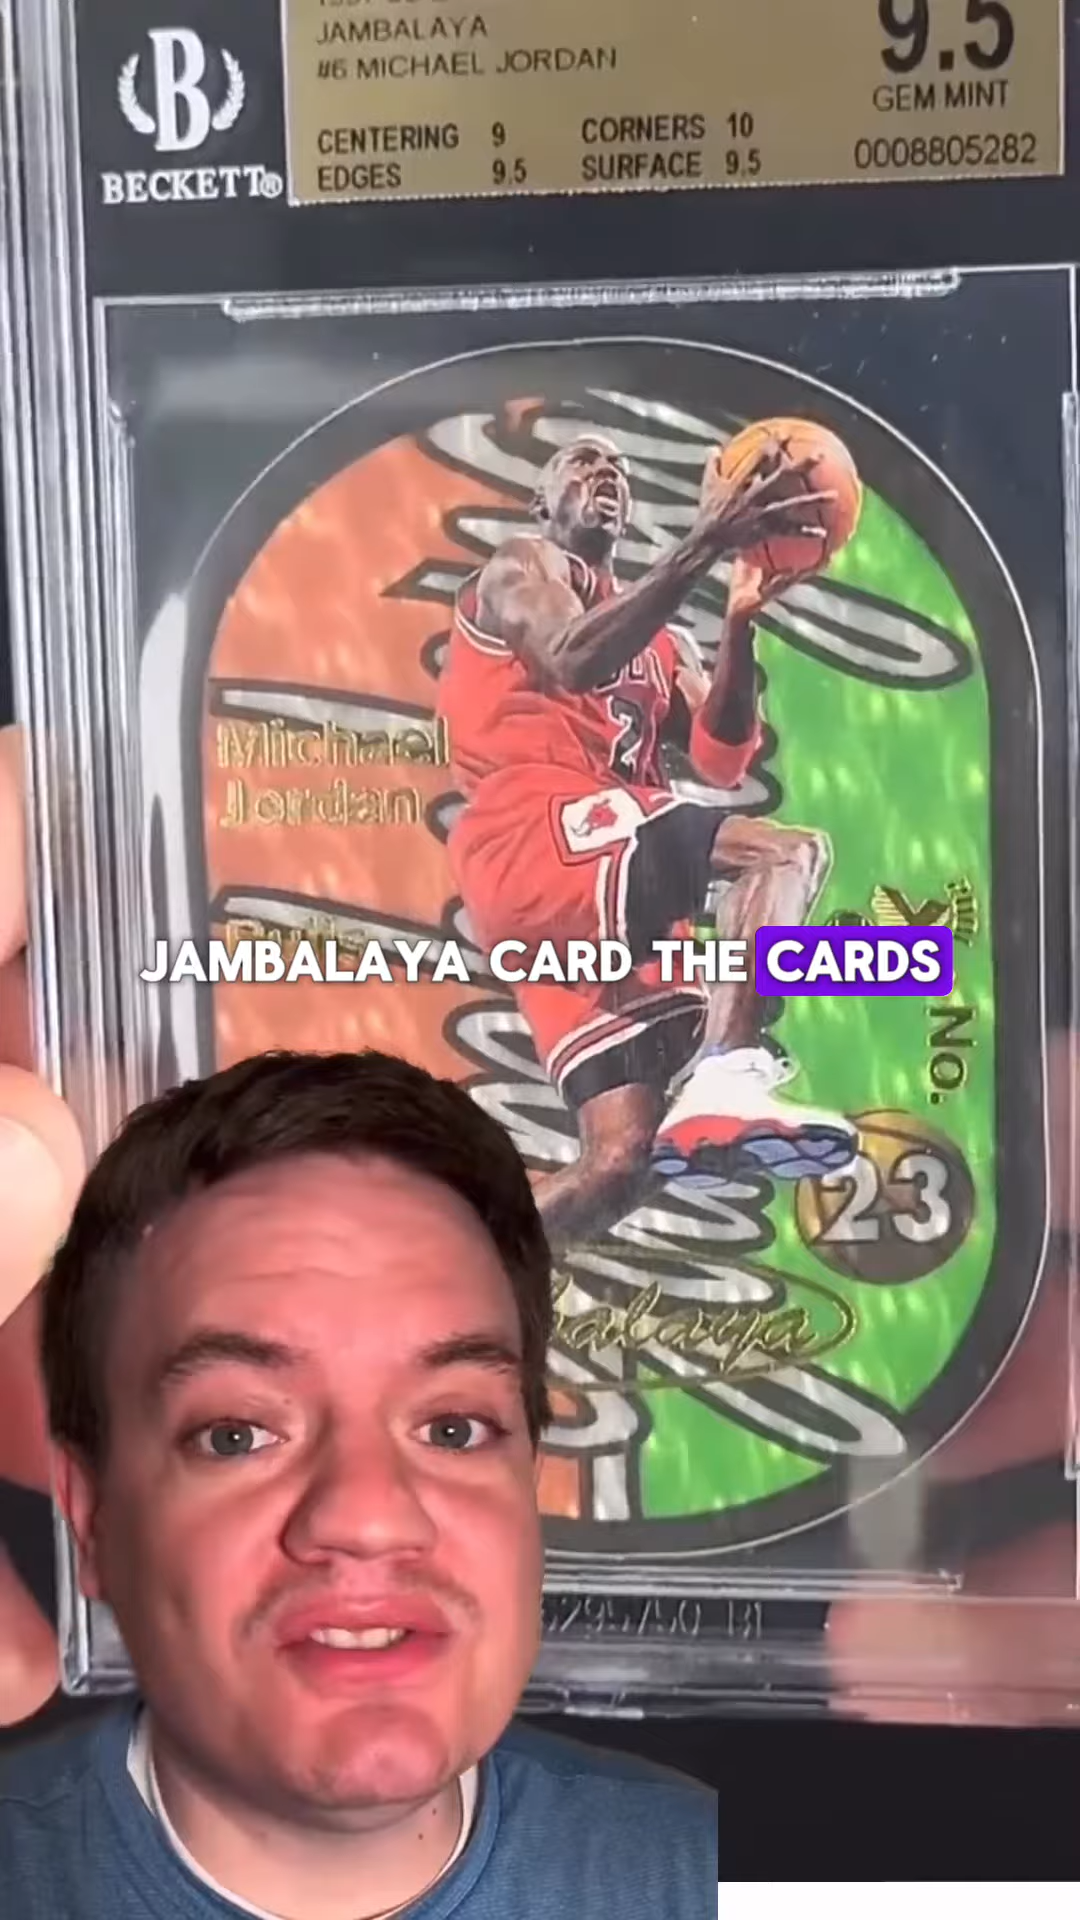 JAMBALAYA
#6 MICHAEL JORDAN
9.5
GEM MINT
CENTERING 9 CORNERS 10
EDGES 9.5 SURFACE 9.5
0008805282
B
BECKETT®
Michael
Jordan
JAMBALAYA CARD THE CARDS
No.
23